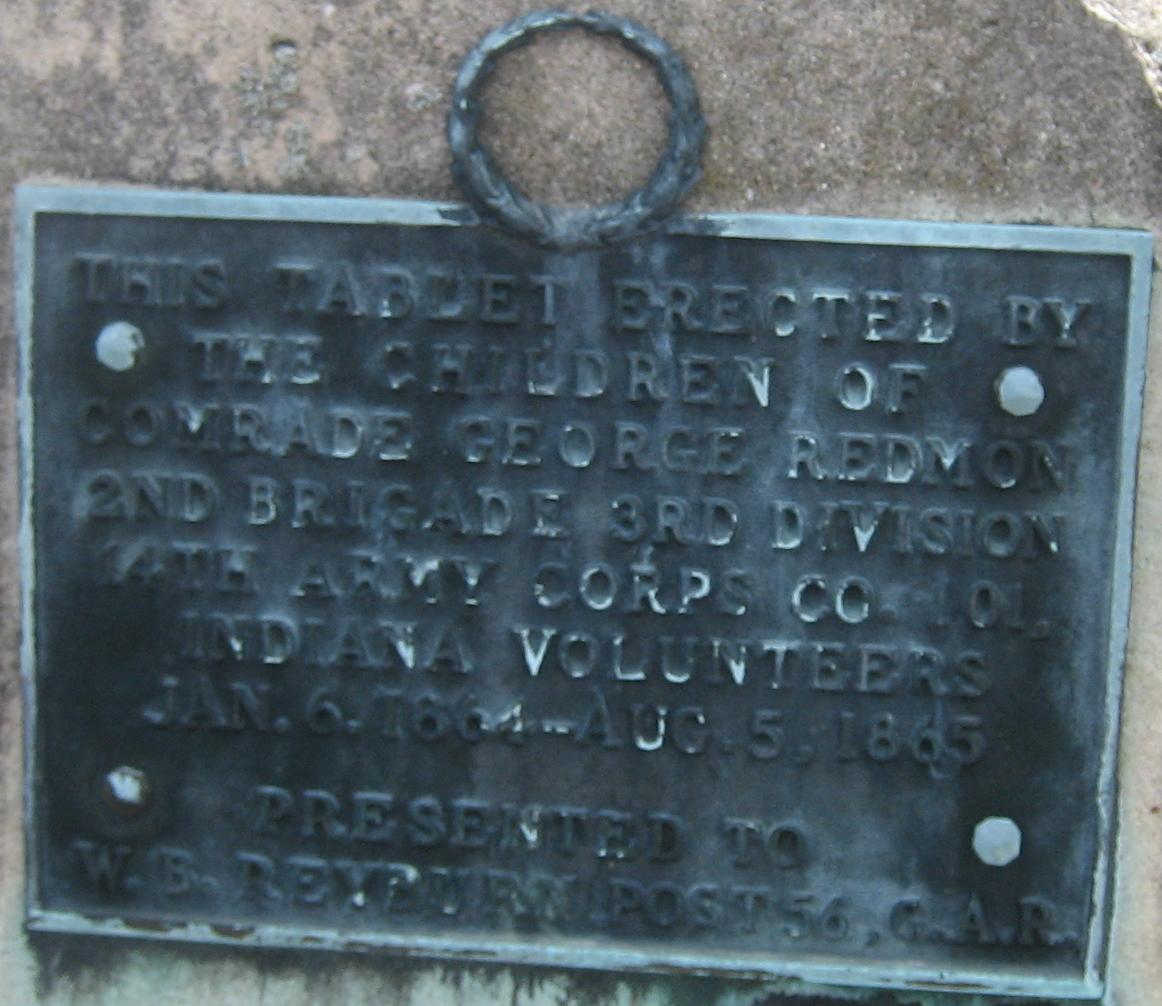 THIS TABLET ERECTED BY
THE CHILDREN OF
COMRADE GEORGE REDMON
2ND BRIGADE 3RD DIVISION
14TH ARMY CORPS CO. 101,
INDIANA VOLUNTEERS
JAN. 6. 1864-AUG. 5, 1865
PRESENTED TO
W. B. REYBURN POST 56, G.A.R.